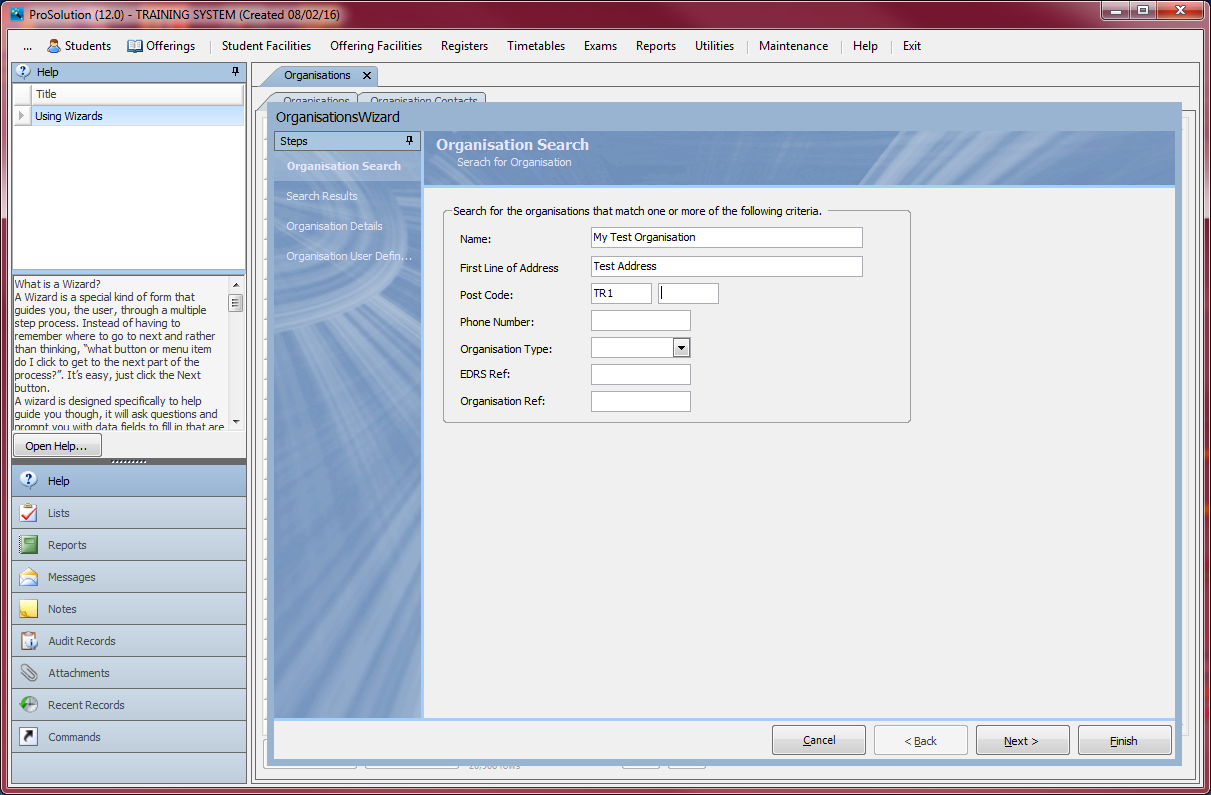 ProSolution (12.0) - TRAINING SYSTEM (Created 08/02/16)
... Students Offerings Student Facilities Offering Facilities Registers Timetables Exams Reports Utilities Maintenance Help Exit
Help
Title
Using Wizards
What is a Wizard?
A Wizard is a special kind of form that
guides you, the user, through a multiple
step process. Instead of having to
remember where to go to next and rather
than thinking, “what button or menu item
do I click to get to the next part of the
process?”. It’s easy, just click the Next
button.
A wizard is designed specifically to help
guide you though, it will ask questions and
prompt you with data fields to fill in that are
Open Help...
Help
Lists
Reports
Messages
Notes
Audit Records
Attachments
Recent Records
Commands
Organisations
Organisations Organisation Contacts
OrganisationsWizard
Steps
Organisation Search
Search Results
Organisation Details
Organisation User Defin...
Organisation Search
Serach for Organisation
Search for the organisations that match one or more of the following criteria.
Name: My Test Organisation
First Line of Address Test Address
Post Code: TR1
Phone Number:
Organisation Type:
EDRS Ref:
Organisation Ref:
Cancel < Back Next > Finish
rows